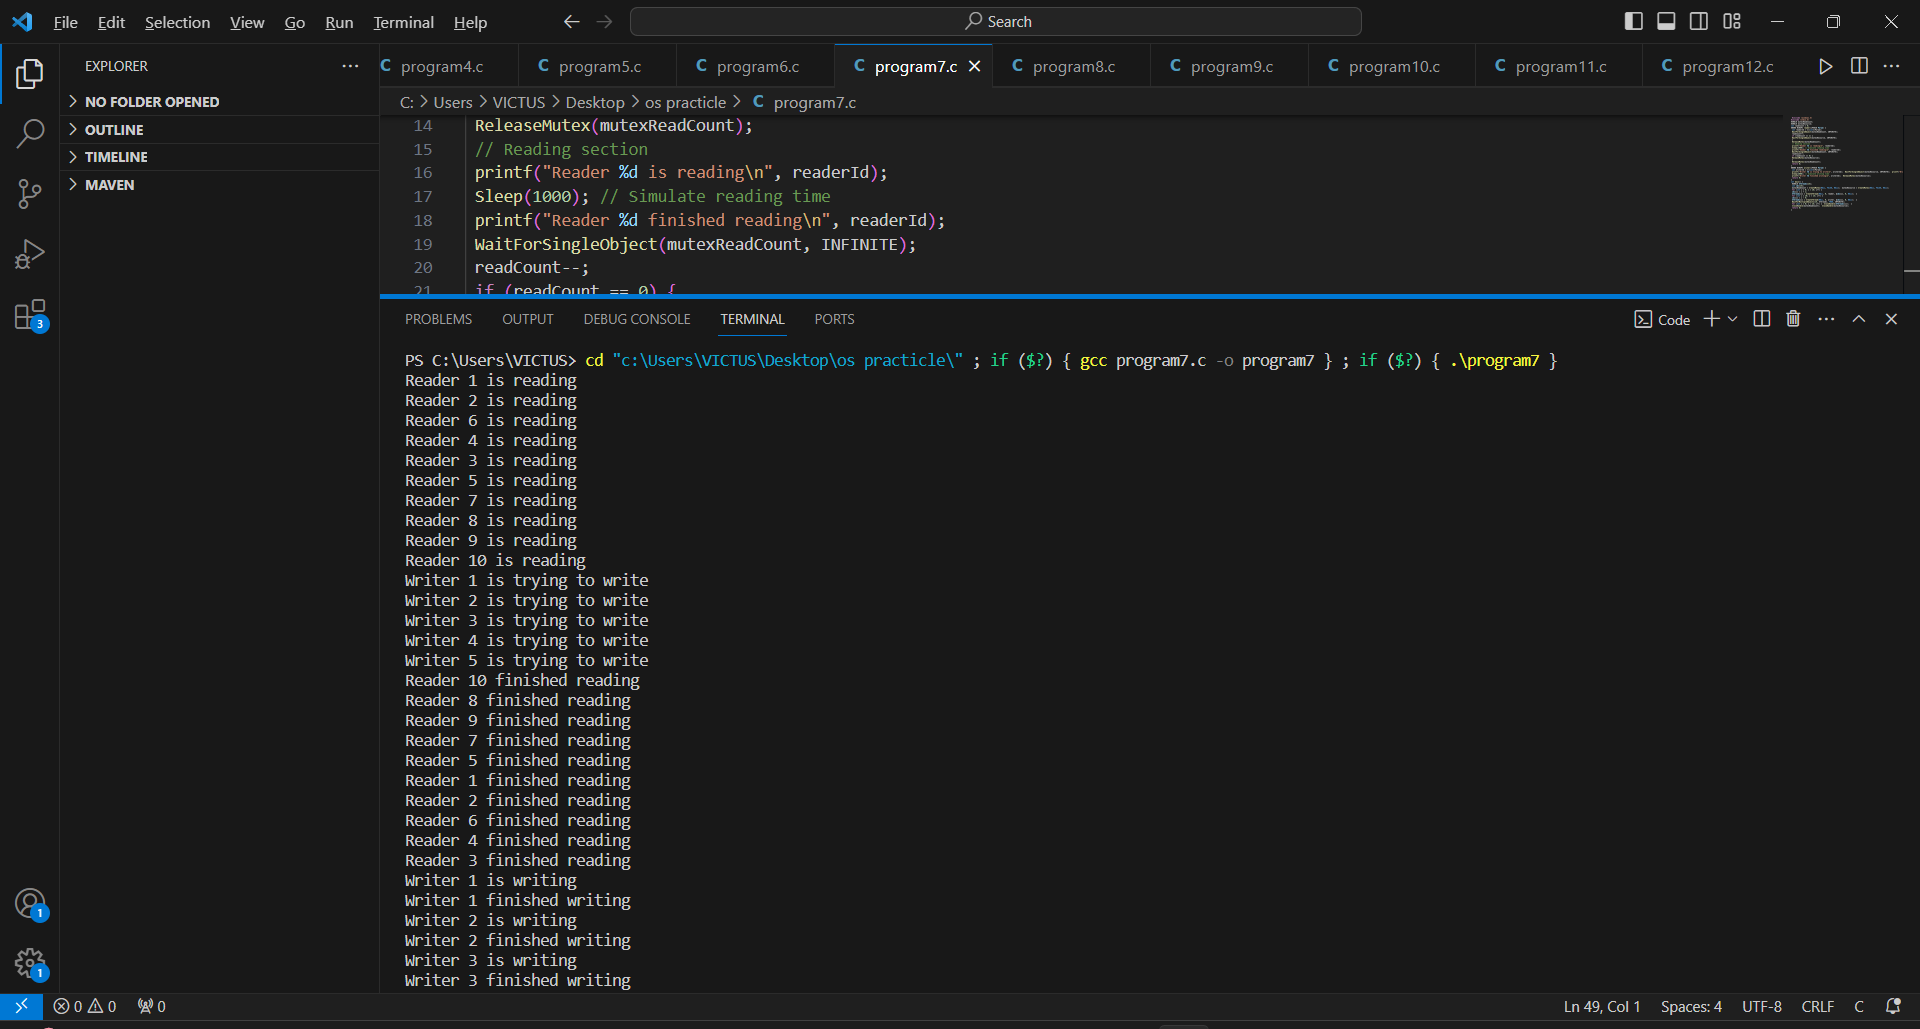 File Edit Selection View Go Run Terminal Help
Search
EXPLORER
NO FOLDER OPENED
OUTLINE
TIMELINE
MAVEN
C program4.c C program5.c C program6.c C program7.c C program8.c C program9.c C program10.c C program11.c C program12.c
C: > Users > VICTUS > Desktop > os practicle > C program7.c
14 ReleaseMutex(mutexReadCount);
15 // Reading section
16 printf("Reader %d is reading\n", readerId);
17 Sleep(1000); // Simulate reading time
18 printf("Reader %d finished reading\n", readerId);
19 WaitForSingleObject(mutexReadCount, INFINITE);
20 readCount--;
21 if (readCount == 0) {
PROBLEMS OUTPUT DEBUG CONSOLE TERMINAL PORTS
Code
PS C:\Users\VICTUS> cd "c:\Users\VICTUS\Desktop\os practicle\" ; if ($?) { gcc program7.c -o program7 } ; if ($?) { .\program7 }
Reader 1 is reading
Reader 2 is reading
Reader 6 is reading
Reader 4 is reading
Reader 3 is reading
Reader 5 is reading
Reader 7 is reading
Reader 8 is reading
Reader 9 is reading
Reader 10 is reading
Writer 1 is trying to write
Writer 2 is trying to write
Writer 3 is trying to write
Writer 4 is trying to write
Writer 5 is trying to write
Reader 10 finished reading
Reader 8 finished reading
Reader 9 finished reading
Reader 7 finished reading
Reader 5 finished reading
Reader 1 finished reading
Reader 2 finished reading
Reader 6 finished reading
Reader 4 finished reading
Reader 3 finished reading
Writer 1 is writing
Writer 1 finished writing
Writer 2 is writing
Writer 2 finished writing
Writer 3 is writing
Writer 3 finished writing
3
1
1
0 0 0
Ln 49, Col 1 Spaces: 4 UTF-8 CRLF C